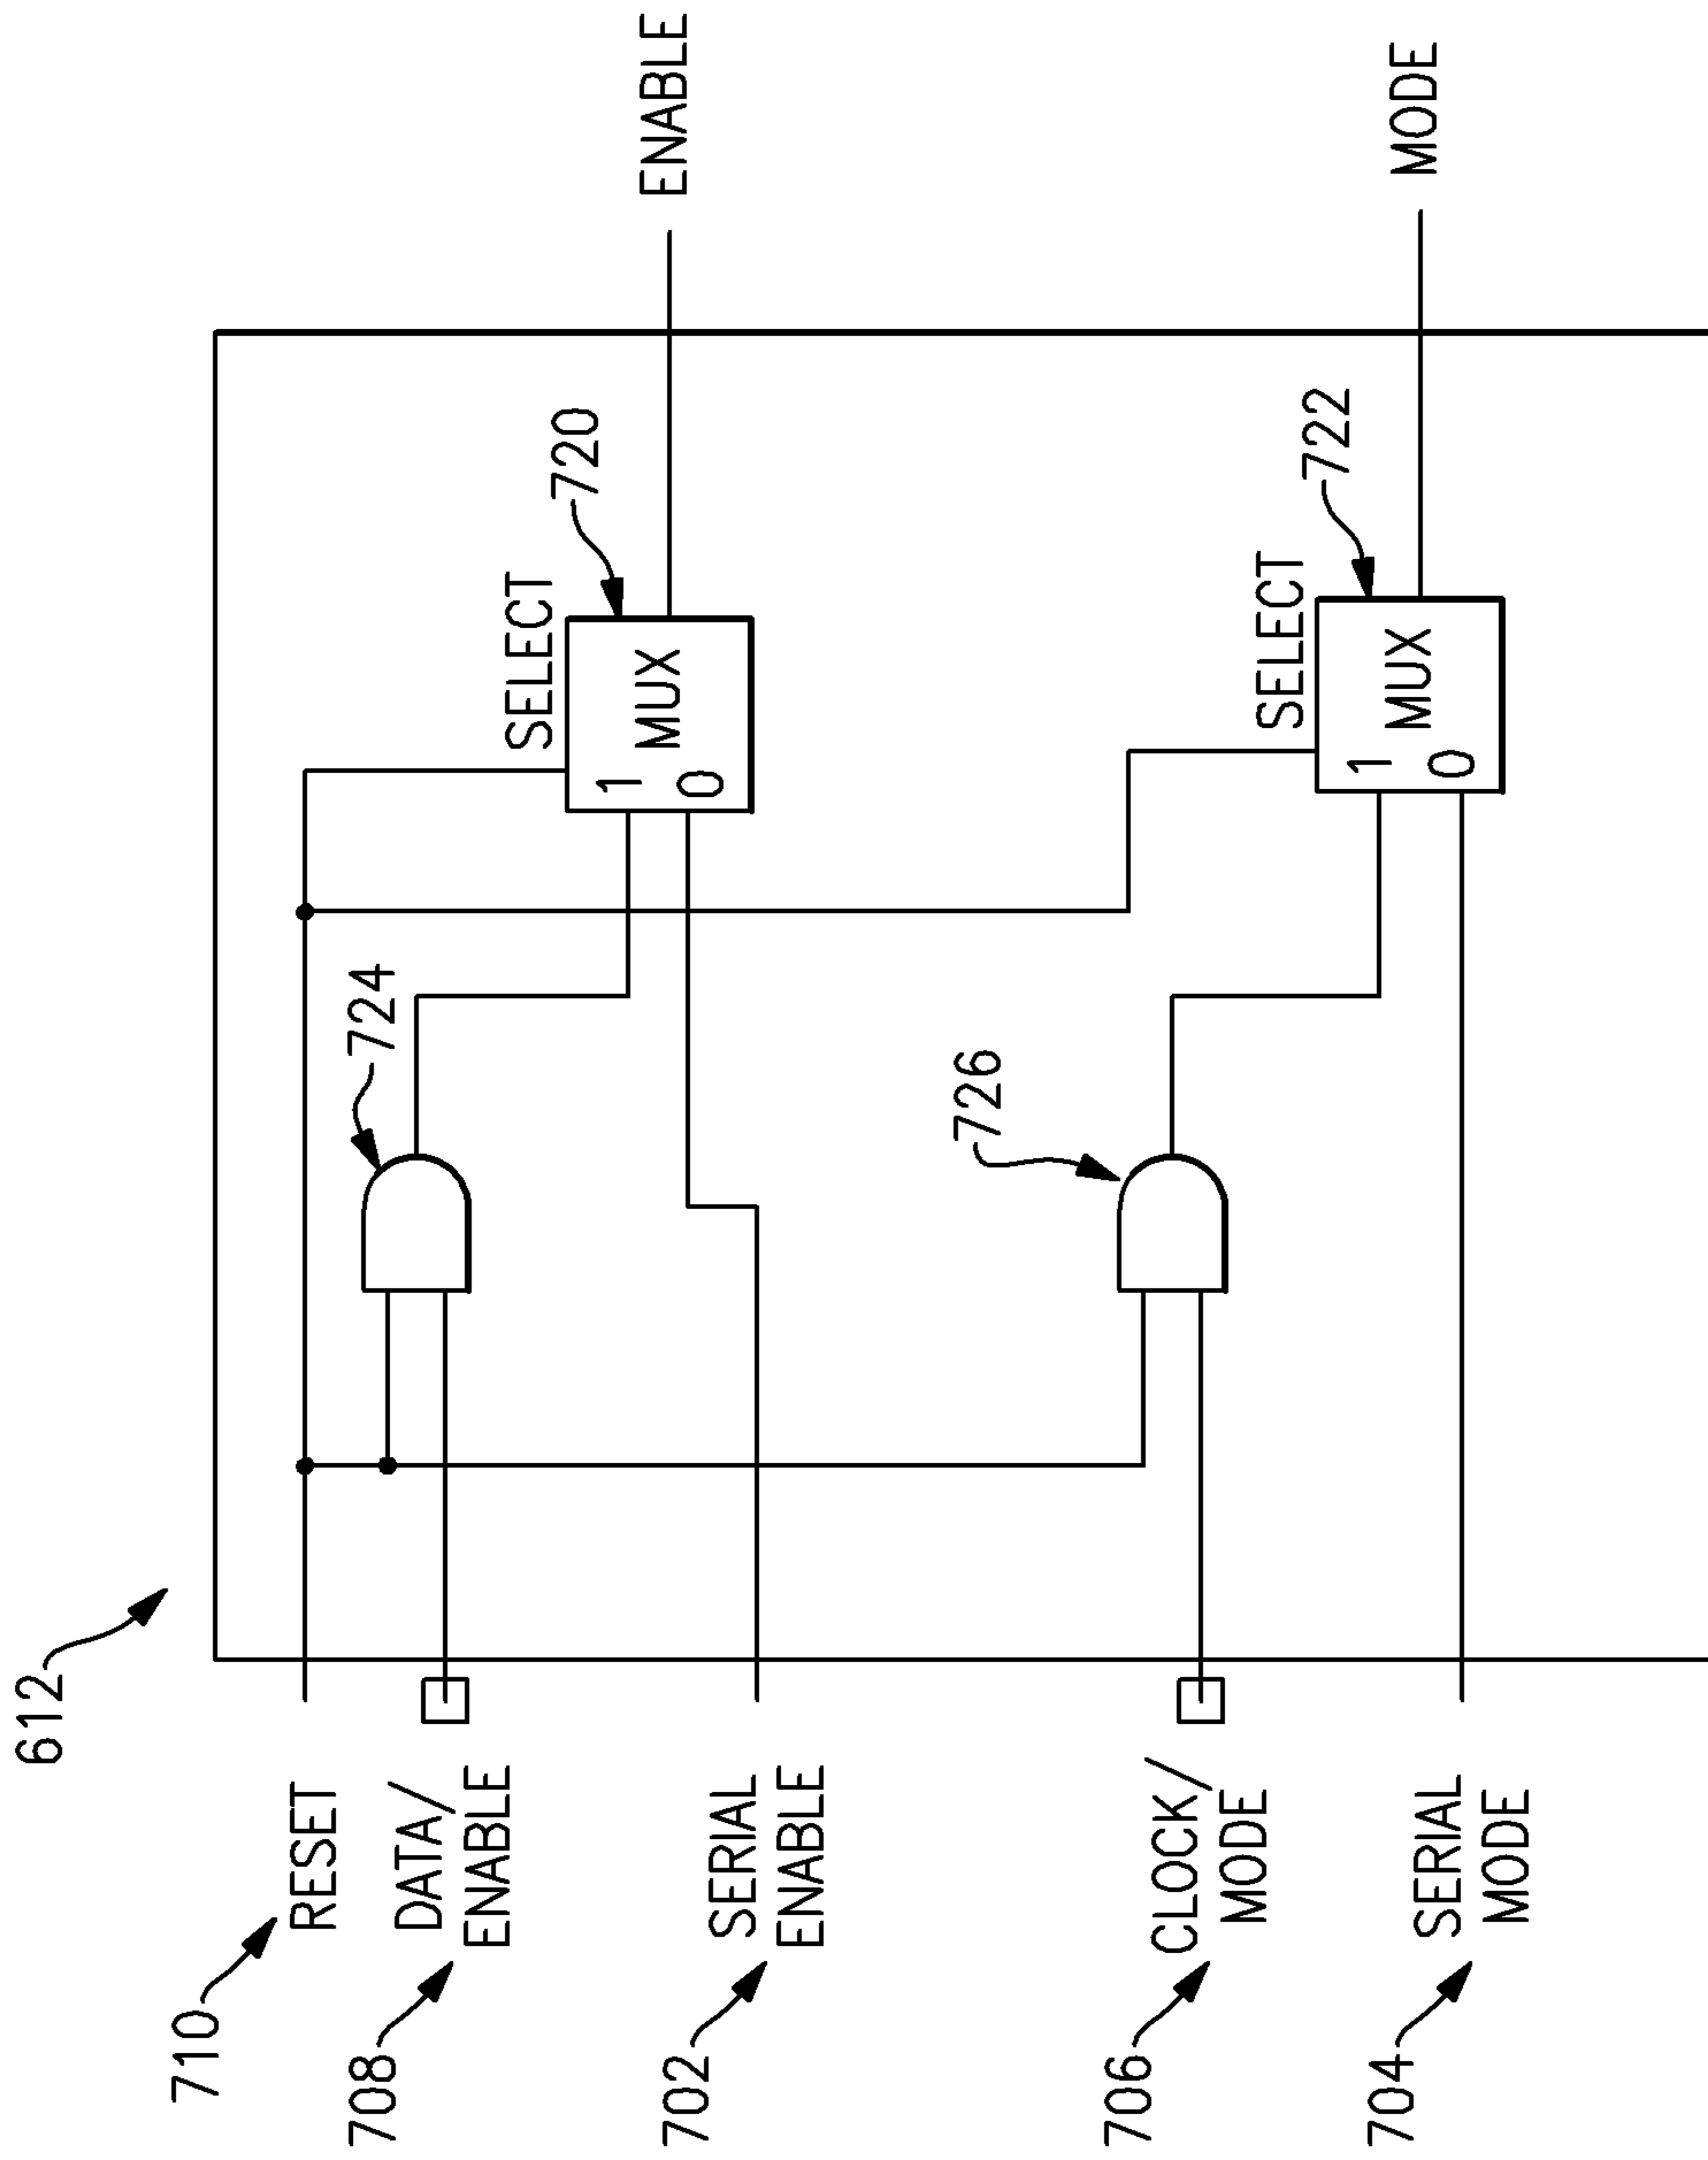 612
710
RESET
708
DATA/
ENABLE
702
SERIAL
ENABLE
706
CLOCK/
MODE
704
SERIAL
MODE
724
726
SELECT
1
0
MUX
720
ENABLE
SELECT
1
0
MUX
722
MODE